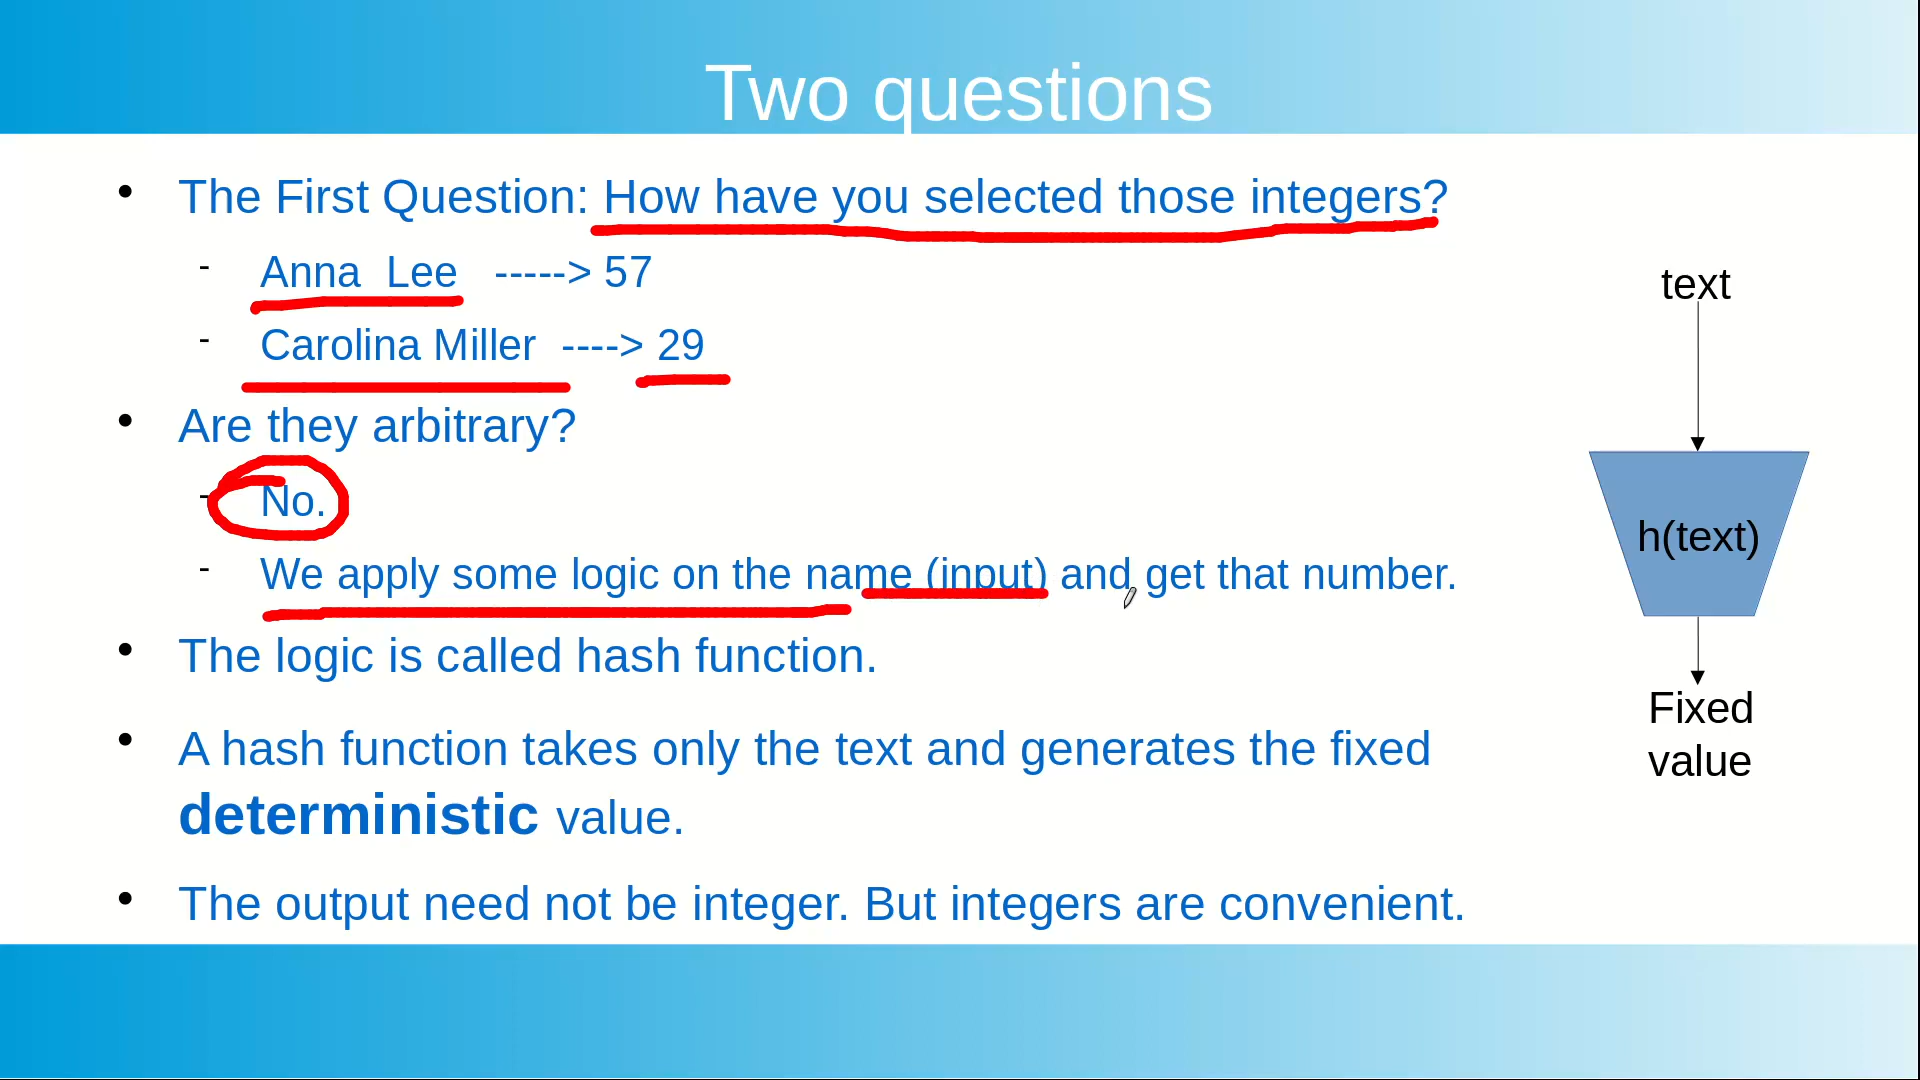 Two questions
The First Question: How have you selected those integers?
- Anna Lee -----> 57
- Carolina Miller ----> 29
Are they arbitrary?
- No.
- We apply some logic on the name (input) and get that number.
The logic is called hash function.
A hash function takes only the text and generates the fixed
deterministic value.
The output need not be integer. But integers are convenient.
text
h(text)
Fixed
value